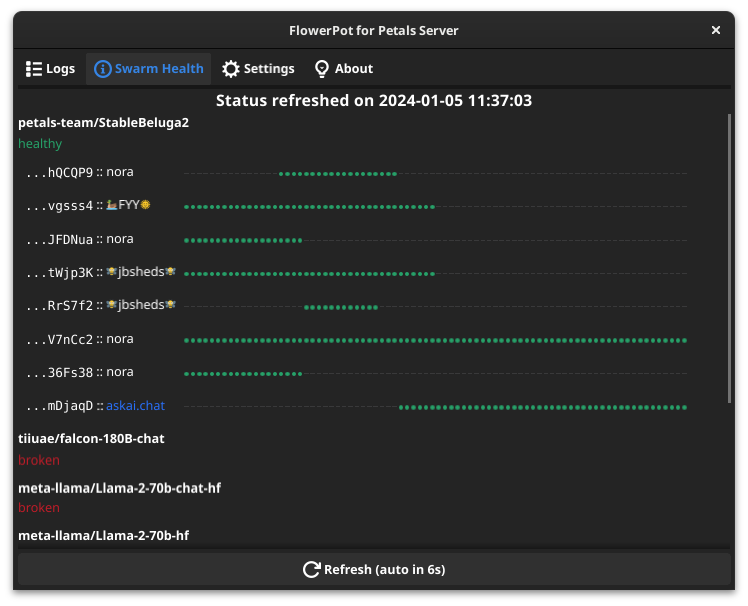 FlowerPot for Petals Server
Logs Swarm Health Settings About
Status refreshed on 2024-01-05 11:37:03
petals-team/StableBeluga2
healthy
...hQCQP9 :: nora
...vgsss4 :: 🚣FYY🌞
...JFDNua :: nora
...tWjp3K :: jbsheds
...RrS7f2 :: jbsheds
...V7nCc2 :: nora
...36Fs38 :: nora
...mDjaqD :: askai.chat
tiiuae/falcon-180B-chat
broken
meta-llama/Llama-2-70b-chat-hf
broken
meta-llama/Llama-2-70b-hf
Refresh (auto in 6s)